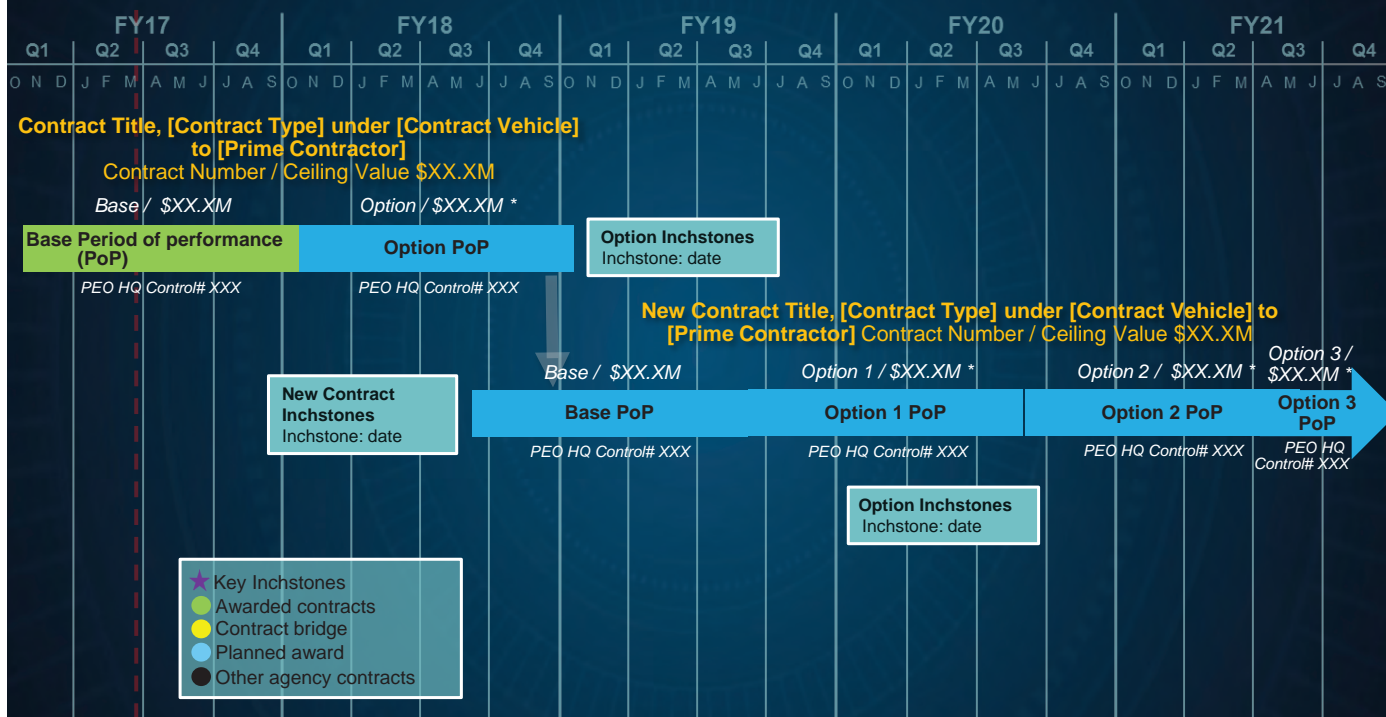 FY17 FY18 FY19 FY20 FY21
Q1 Q2 Q3 Q4 Q1 Q2 Q3 Q4 Q1 Q2 Q3 Q4 Q1 Q2 Q3 Q4 Q1 Q2 Q3 Q4
O N D J F M A M J J A S O N D J F M A M J J A S O N D J F M A M J J A S O N D J F M A M J J A S O N D J F M A M J J A S
Contract Title, [Contract Type] under [Contract Vehicle]
to [Prime Contractor]
Contract Number / Ceiling Value $XX.XM
Base / $XX.XM
Option / $XX.XM *
Base Period of performance
(PoP)
Option PoP
PEO HQ Control# XXX
PEO HQ Control# XXX
Option Inchstones
Inchstone: date
New Contract Title, [Contract Type] under [Contract Vehicle] to
[Prime Contractor] Contract Number / Ceiling Value $XX.XM
New Contract
Inchstones
Inchstone: date
Base / $XX.XM
Option 1 / $XX.XM *
Option 2 / $XX.XM *
Option 3 /
$XX.XM *
Base PoP
Option 1 PoP
Option 2 PoP
Option 3
PoP
PEO HQ Control# XXX
PEO HQ Control# XXX
PEO HQ Control# XXX
PEO HQ
Control# XXX
Option Inchstones
Inchstone: date
Key Inchstones
Awarded contracts
Contract bridge
Planned award
Other agency contracts